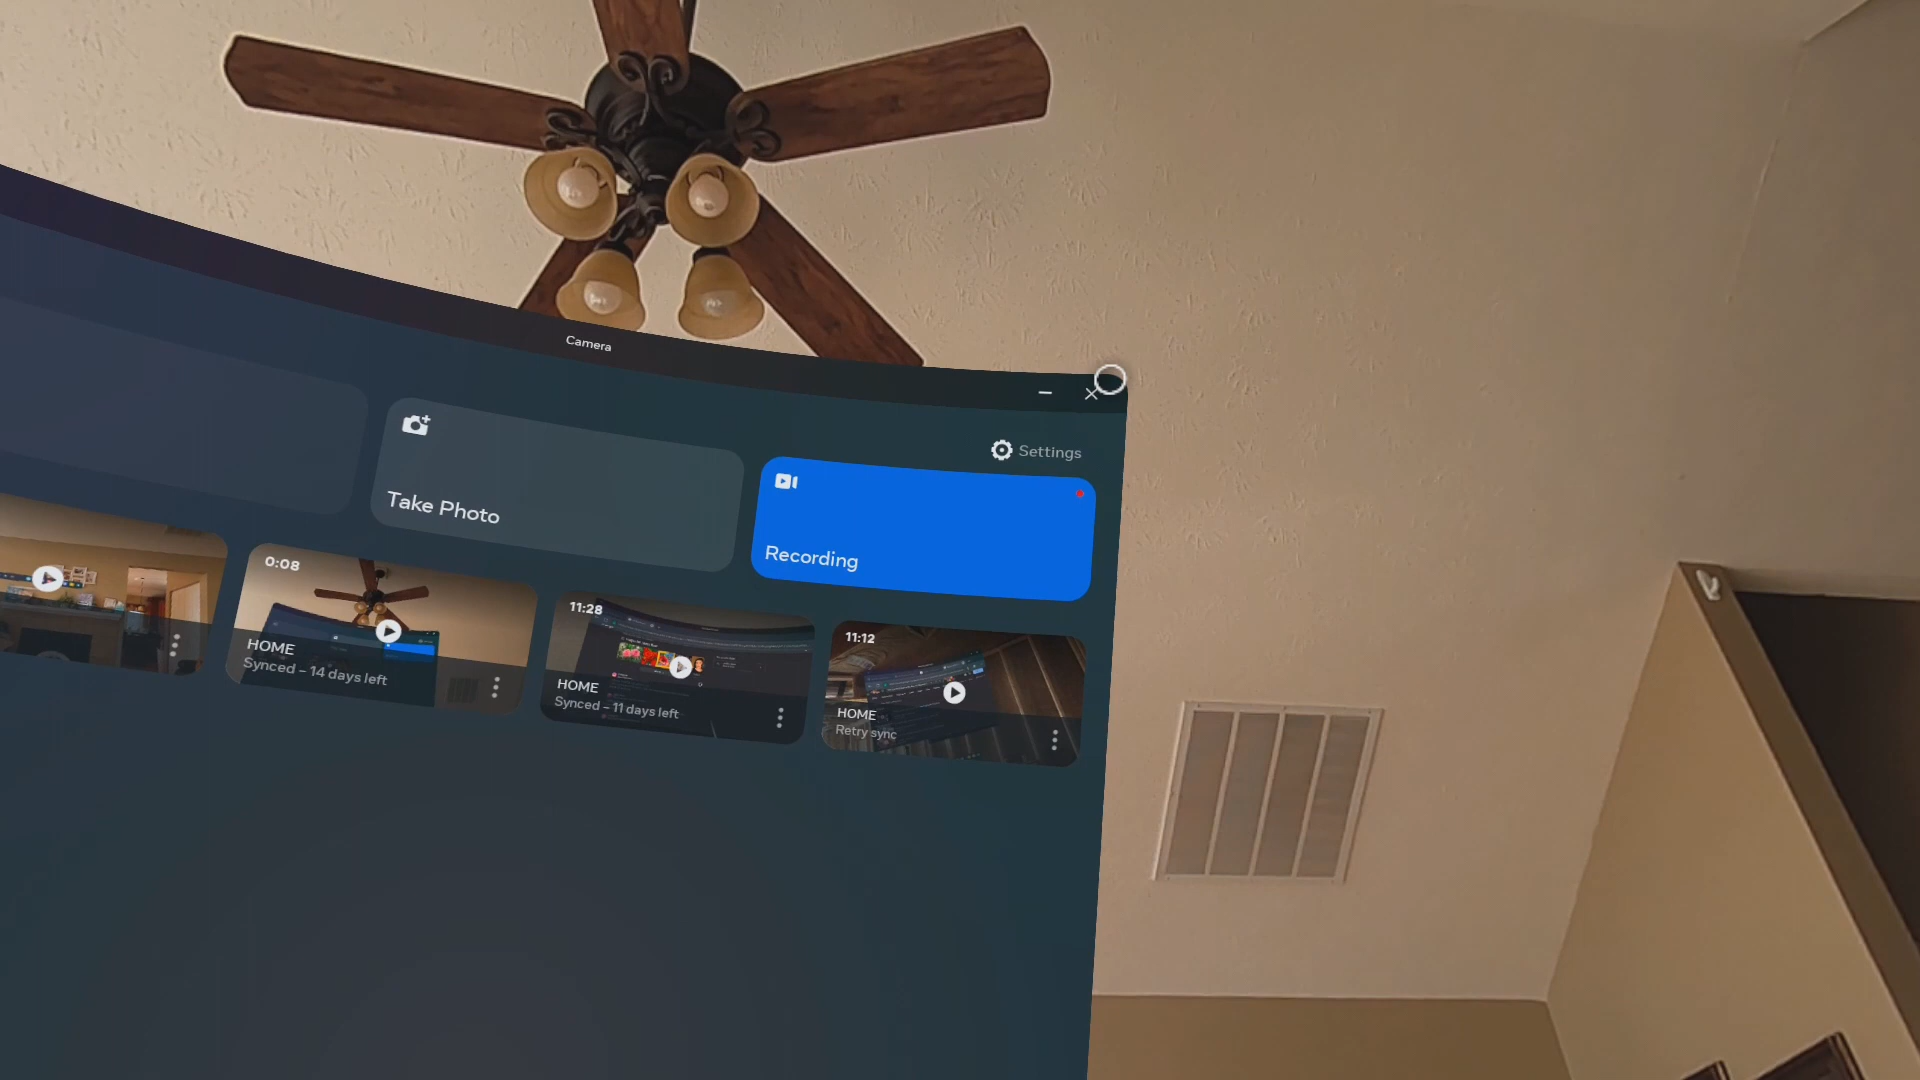 Camera
Settings
Take Photo
Recording
0:08
HOME
Synced – 14 days left
11:28
HOME
Synced – 11 days left
11:12
HOME
Retry sync